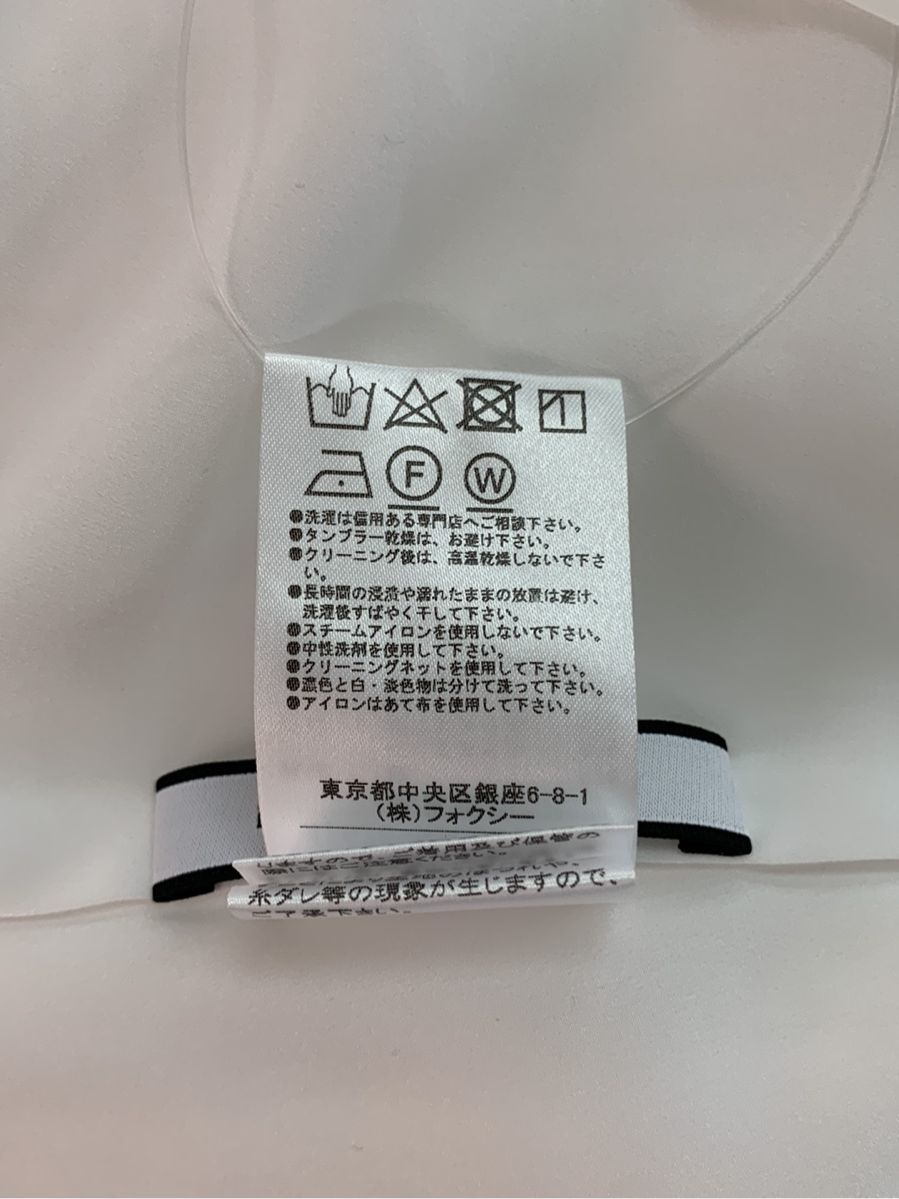 F
W
●洗濯は信用ある専門店へご相談下さい。
●タンブラー乾燥は、お避け下さい。
●クリーニング後は、高温乾燥しないで下さ
い。
●長時間の浸漬や濡れたままの放置は避け、
洗濯後すばやく干して下さい。
●スチームアイロンを使用しないで下さい。
●中性洗剤を使用して下さい。
●クリーニングネットを使用して下さい。
●濃色と白・淡色物は分けて洗って下さい。
●アイロンはあて布を使用して下さい。
東京都中央区銀座6-8-1
(株)フォクシー
糸ダレ等の現象が生じますので、